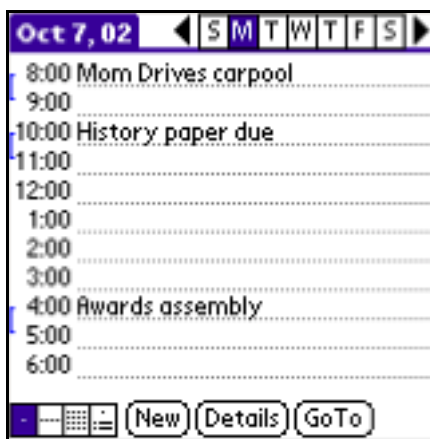 Oct 7, 02 S M T W T F S
8:00 Mom Drives carpool
9:00
10:00 History paper due
11:00
12:00
1:00
2:00
3:00
4:00 Awards assembly
5:00
6:00
New Details GoTo